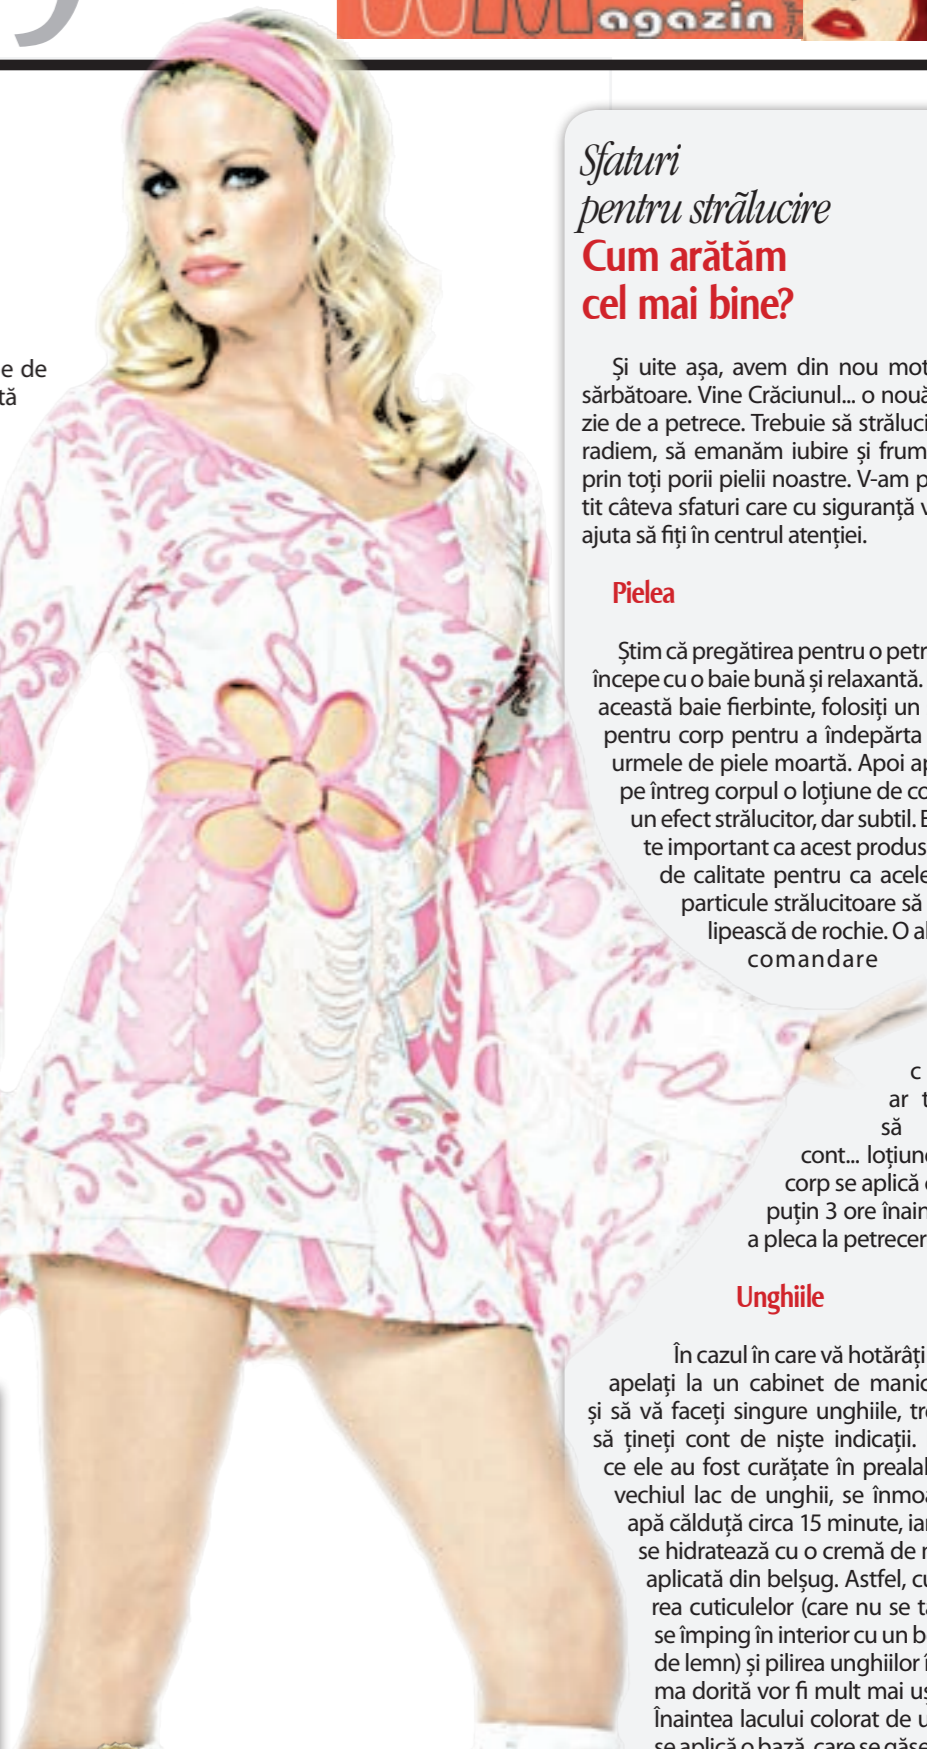 agazin
e de
tă
Sfaturi
pentru strãlucire
Cum arătăm
cel mai bine?
Și uite așa, avem din nou mot
sărbătoare. Vine Crăciunul... o nouă
zie de a petrece. Trebuie să străluci
radiem, să emanăm iubire și frum
prin toți porii pielii noastre. V-am p
tit câteva sfaturi care cu siguranță v
ajuta să fiți în centrul atenției.
Pielea
Știm că pregătirea pentru o petr
începe cu o baie bună și relaxantă.
această baie fierbinte, folosiți un
pentru corp pentru a îndepărta
urmele de piele moartă. Apoi ap
pe întreg corpul o loțiune de co
un efect strălucitor, dar subtil. E
te important ca acest produs
de calitate pentru ca acele
particule strălucitoare să
lipească de rochie. O al
comandare
c
ar t
să
cont... loțiune
corp se aplică c
puțin 3 ore înain
a pleca la petrecer
Unghiile
În cazul în care vă hotărâți
apelați la un cabinet de manic
și să vă faceți singure unghiile, tre
să țineți cont de niște indicații.
ce ele au fost curățate în prealal
vechiul lac de unghii, se înmoa
apă călduță circa 15 minute, iar
se hidratează cu o cremă de m
aplicată din belșug. Astfel, cu
rea cuticulelor (care nu se ta
se împing în interior cu un be
de lemn) și pilirea unghiilor î
ma dorită vor fi mult mai uș
Înaintea lacului colorat de u
se aplică o bază, care se găse